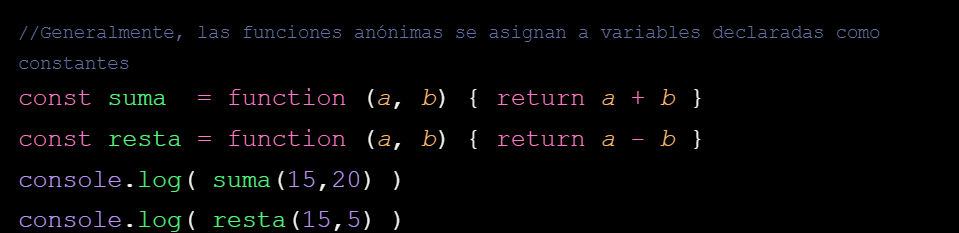 //Generalmente, las funciones anónimas se asignan a variables declaradas como
constantes
const suma  = function (a, b) { return a + b }
const resta = function (a, b) { return a - b }
console.log( suma(15,20) )
console.log( resta(15,5) )